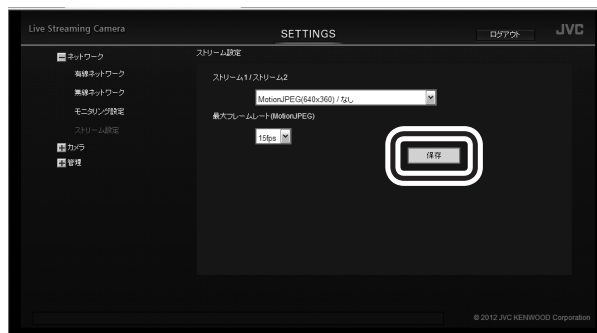 Live Streaming Camera
SETTINGS
ログアウト
JVC
ネットワーク
有線ネットワーク
無線ネットワーク
モニタリング設定
ストリーム設定
カメラ
管理
ストリーム設定
ストリーム1/ストリーム2
MotionJPEG(640x360) / なし
最大フレームレート(MotionJPEG)
15fps
保存
© 2012 JVC KENWOOD Corporation